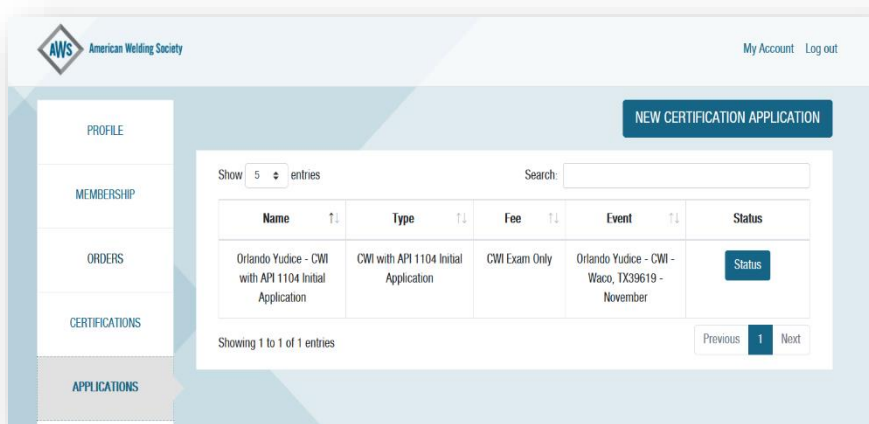 AWS American Welding Society
My Account Log out
PROFILE
MEMBERSHIP
ORDERS
CERTIFICATIONS
APPLICATIONS
NEW CERTIFICATION APPLICATION
Show 5 entries
Search:
Name Type Fee Event Status
Orlando Yudice - CWI CWI with API 1104 Initial CWI Exam Only Orlando Yudice - CWI - Status
with API 1104 Initial Application Waco, TX39619 -
Application November
Showing 1 to 1 of 1 entries
Previous 1 Next